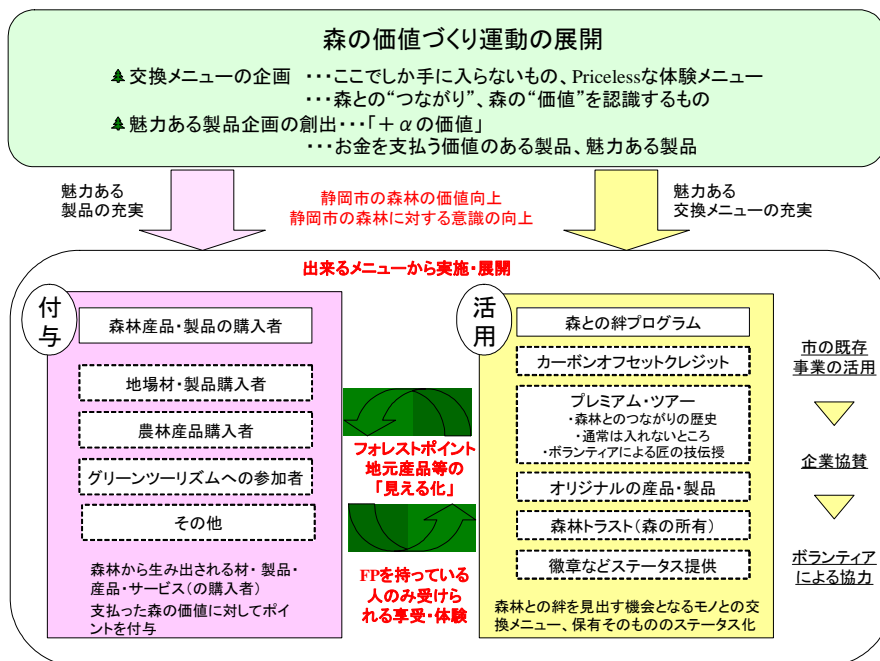 森の価値づくり運動の展開
交換メニューの企画 ・・・ここでしか手に入らないもの、Pricelessな体験メニュー
・・・森との“つながり”、森の“価値”を認識するもの
魅力ある製品企画の創出・・・「＋αの価値」
・・・お金を支払う価値のある製品、魅力ある製品
魅力ある
製品の充実
静岡市の森林の価値向上
静岡市の森林に対する意識の向上
魅力ある
交換メニューの充実
出来るメニューから実施・展開
付
与
森林産品・製品の購入者
地場材・製品購入者
農林産品購入者
グリーンツーリズムへの参加者
その他
森林から生み出される材・製品・
産品・サービス（の購入者）
支払った森の価値に対してポイ
ントを付与
フォレストポイント
地元産品等の
「見える化」
FPを持っている
人のみ受けけ
られる享受・体験
活
用
森との絆プログラム
カーボンオフセットクレジット
プレミアム・ツアー
・森林とのつながりの歴史
・通常は入れないところ
・ボランティアによる匠の技伝授
オリジナルの産品・製品
森林トラスト（森の所有）
徽章などステータス提供
森林との絆を見出す機会となるモノとの交
換メニュー、保有そのもののステータス化
市の既存
事業の活用
企業協賛
ボランティア
による協力